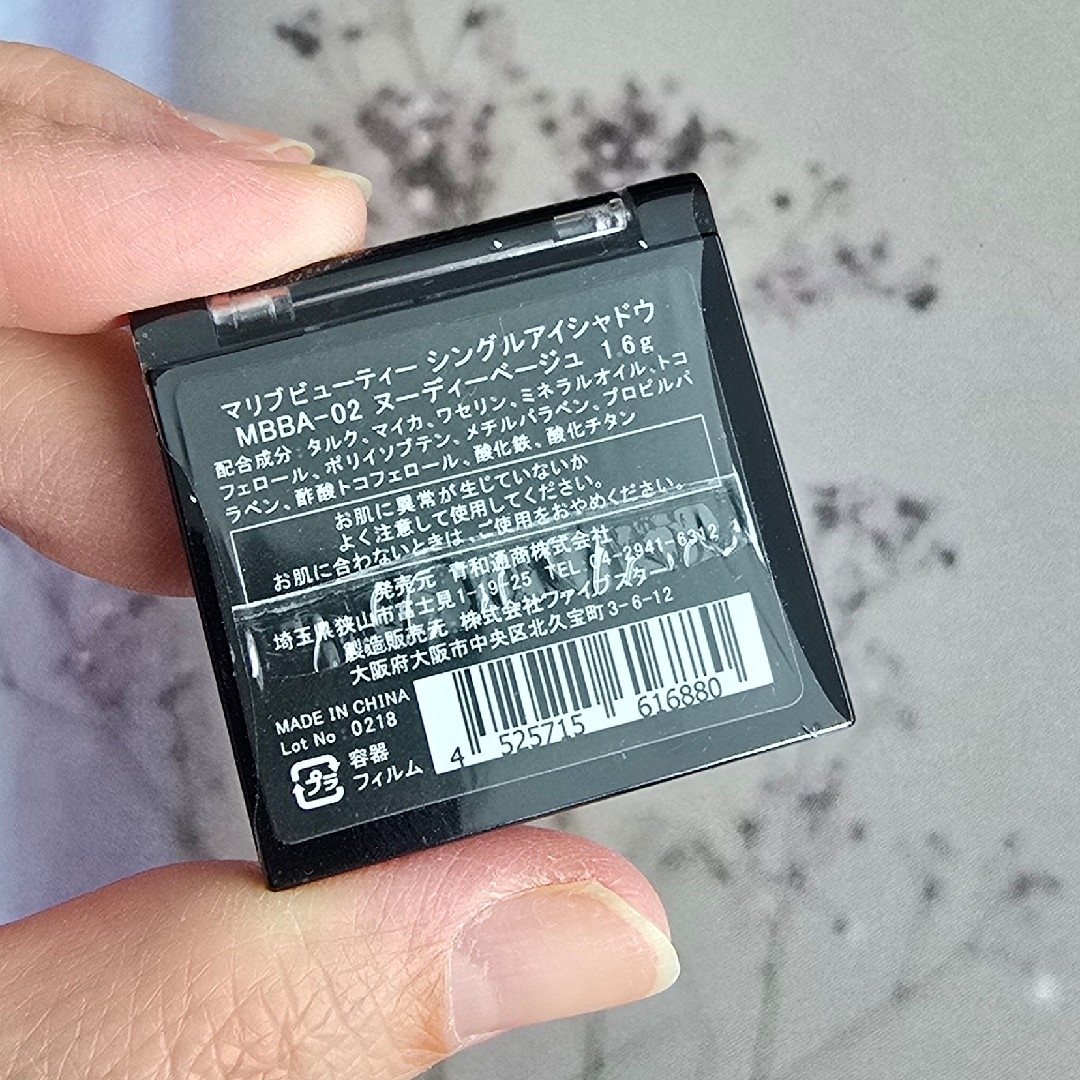 マリブビューティー シングルアイシャドウ
MBBA-02 ヌーディーベージュ 1.6g
配合成分 タルク、マイカ、ワセリン、ミネラルオイル、トコ
フェロール、ポリイソブテン、メチルパラベン、プロピルパ
ラベン、酢酸トコフェロール、酸化鉄、酸化チタン
お肌に異常が生じていないか
よく注意して使用してください。
お肌に合わないときは、ご使用をおやめください。
発売元 青和通商株式会社
埼玉県狭山市富士見1-19-25 TEL 04-2941-6312
製造販売元 株式会社ファイブスター
大阪府大阪市中央区北久宝町3-6-12
MADE IN CHINA
Lot No 0218
プラ
容器
フィルム
4 525715 616880